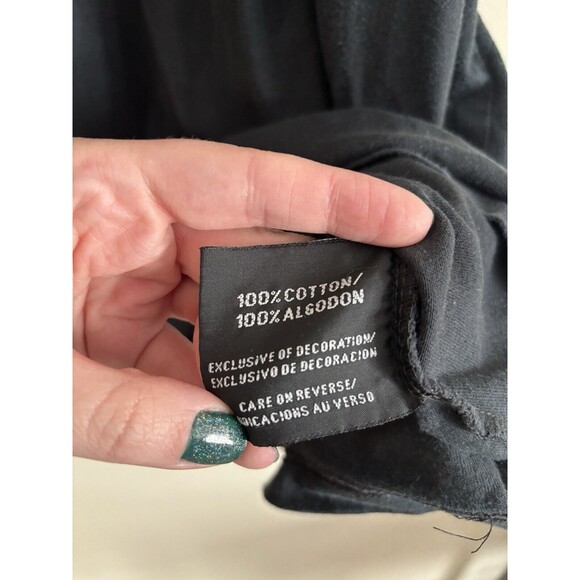 100% COTTON/
100% ALGODON
EXCLUSIVE OF DECORATION/
EXCLUSIVO DE DECORACION
CARE ON REVERSE/
AU VERSO